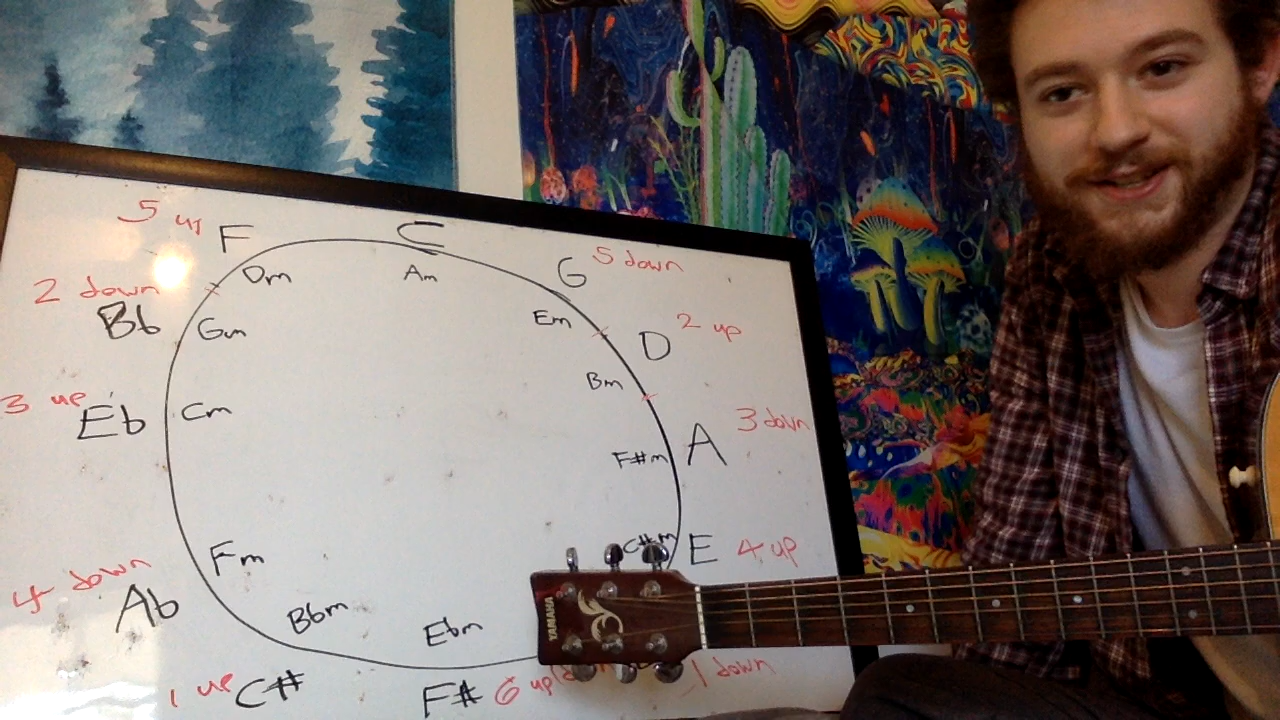 5 up
F
C
G
5 down
Dm
Am
Em
2 down
Bb
Gm
D
2 up
Bm
3 up
Eb
Cm
F#m
A
3 down
C#m
E
4 up
4 down
Ab
Fm
Bbm
Ebm
YAMAHA
1 up
C#
F#
6 up/down
1 down